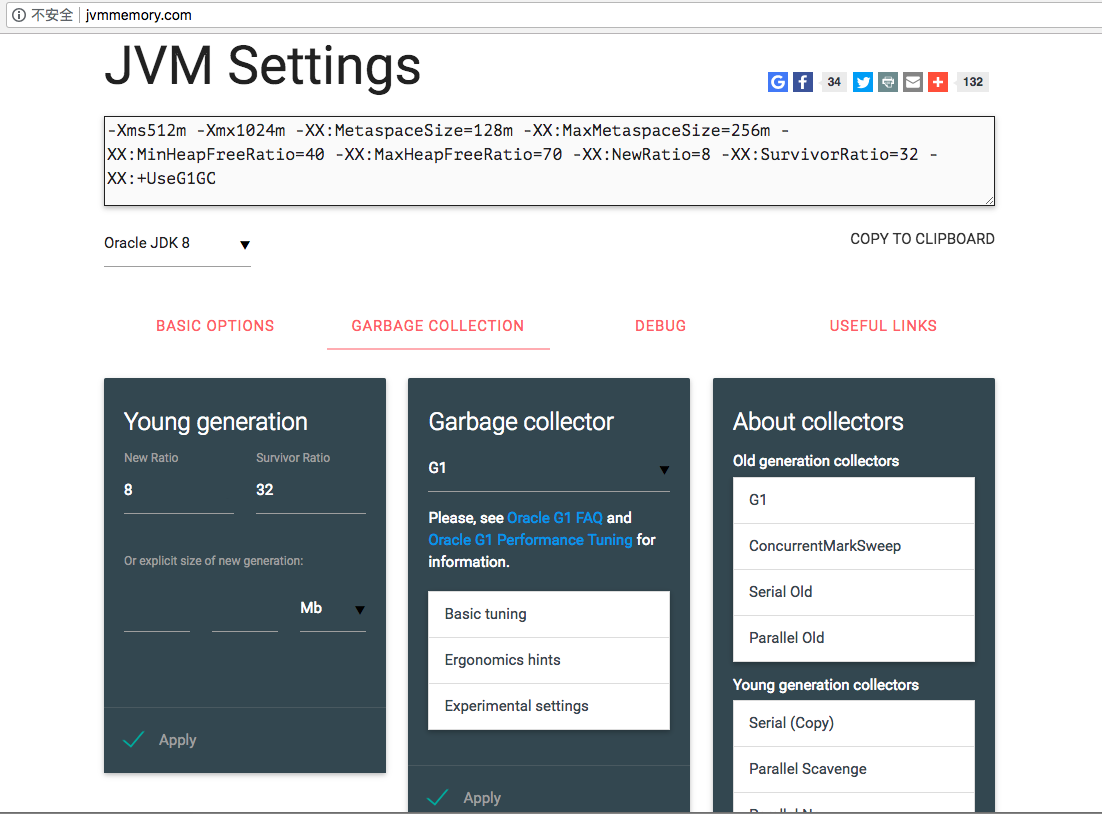 不安全 jvmmemory.com
JVM Settings
34
132
-Xms512m -Xmx1024m -XX:MetaspaceSize=128m -XX:MaxMetaspaceSize=256m -
XX:MinHeapFreeRatio=40 -XX:MaxHeapFreeRatio=70 -XX:NewRatio=8 -XX:SurvivorRatio=32 -
XX:+UseG1GC
Oracle JDK 8
COPY TO CLIPBOARD
BASIC OPTIONS
GARBAGE COLLECTION
DEBUG
USEFUL LINKS
Young generation
New Ratio
Survivor Ratio
8
32
Or explicit size of new generation:
Mb
Apply
Garbage collector
G1
Please, see Oracle G1 FAQ and
Oracle G1 Performance Tuning for
information.
Basic tuning
Ergonomics hints
Experimental settings
Apply
About collectors
Old generation collectors
G1
ConcurrentMarkSweep
Serial Old
Parallel Old
Young generation collectors
Serial (Copy)
Parallel Scavenge